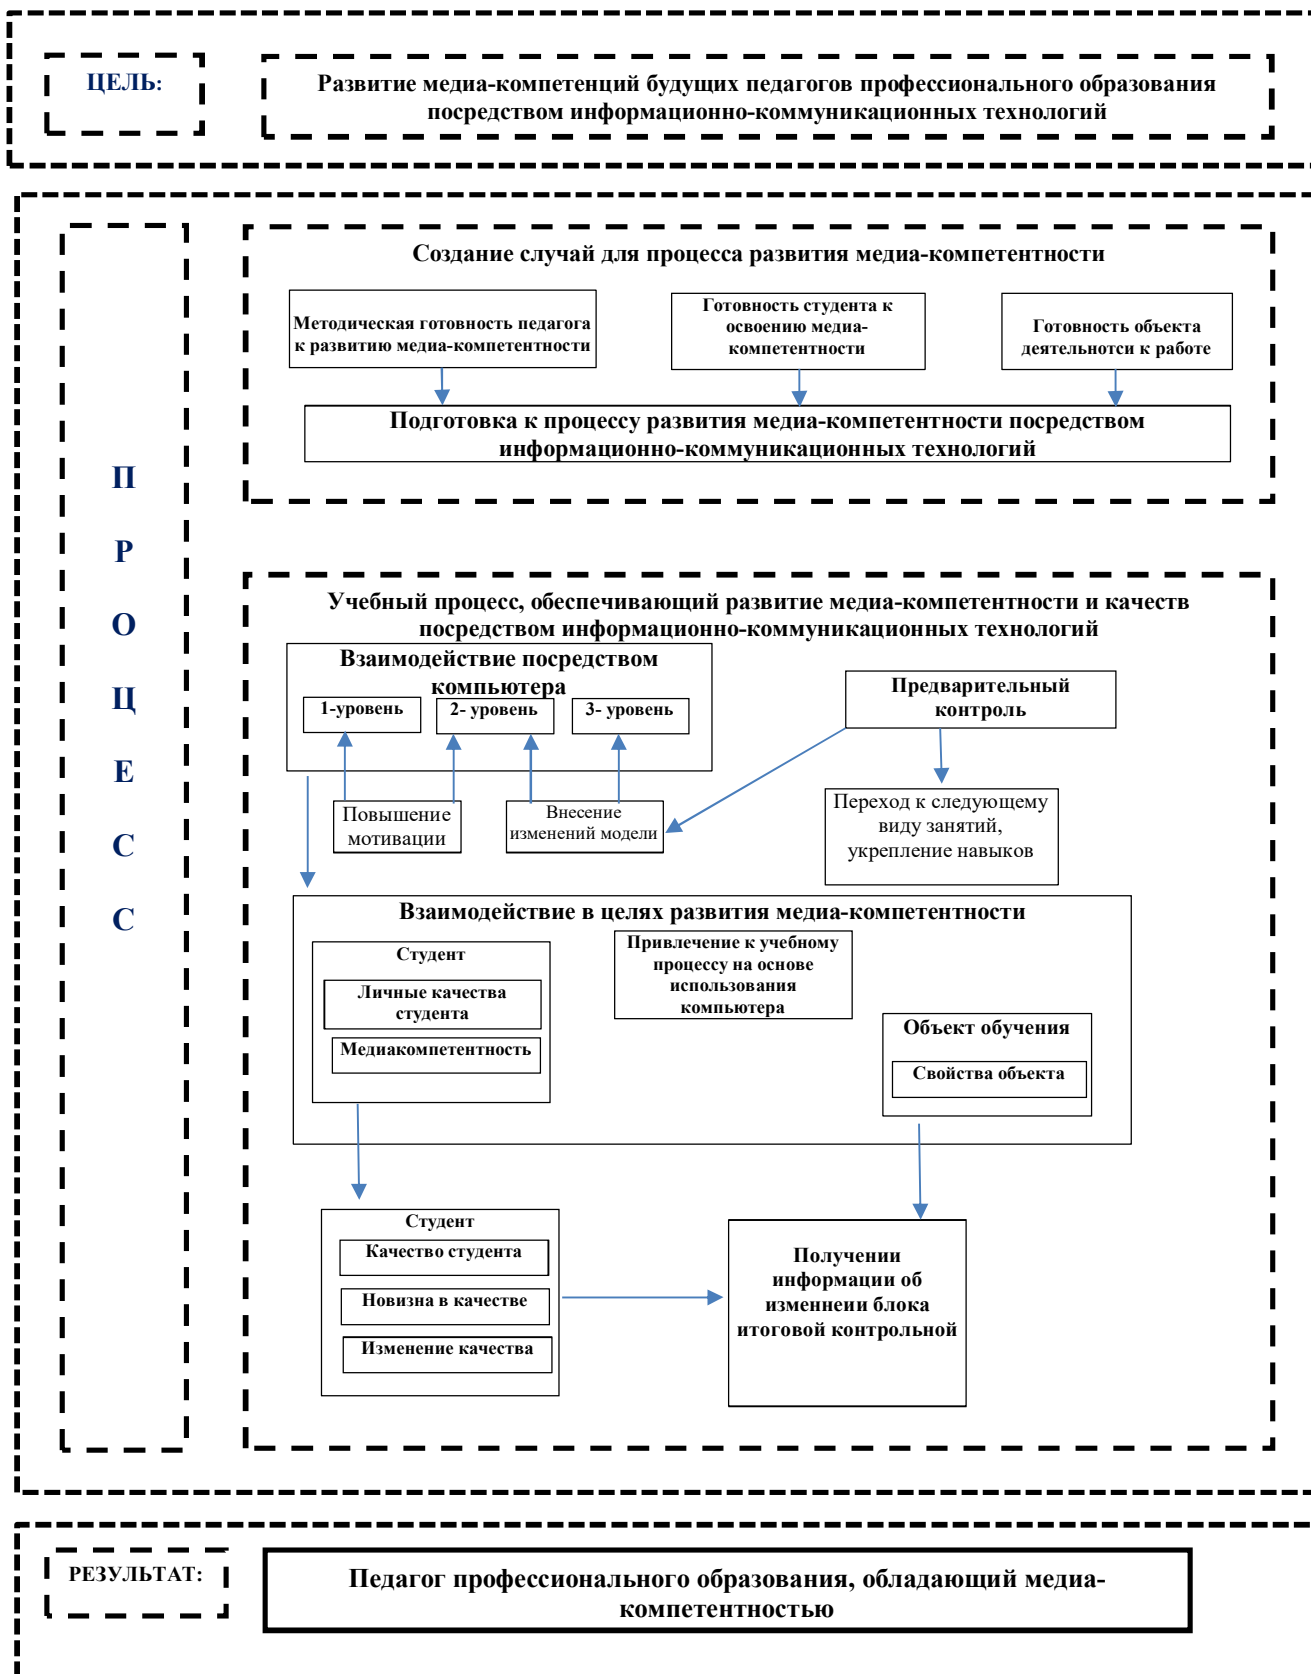 ЦЕЛЬ:
Развитие медиа-компетенций будущих педагогов профессионального образования
посредством информационно-коммуникационных технологий
П
Р
О
Ц
Е
С
С
Создание случай для процесса развития медиа-компетентности
Методическая готовность педагога
к развитию медиа-компетентности
Готовность студента к
освоению медиа-
компетентности
Готовность объекта
деятельнотси к работе
Подготовка к процессу развития медиа-компетентности посредством
информационно-коммуникационных технологий
Учебный процесс, обеспечивающий развитие медиа-компетентности и качеств
посредством информационно-коммуникационных технологий
Взаимодействие посредством
компьютера
1-уровень
2- уровень
3- уровень
Предварительный
контроль
Повышение
мотивации
Внесение
изменений модели
Переход к следующему
виду занятий,
укрепление навыков
Взаимодействие в целях развития медиа-компетентности
Студент
Личные качества
студента
Медиакомпетентность
Привлечение к учебному
процессу на основе
использования
компьютера
Объект обучения
Свойства объекта
Студент
Качество студента
Новизна в качестве
Изменение качества
Получении
информации об
изменнеии блока
итоговой контрольной
РЕЗУЛЬТАТ:
Педагог профессионального образования, обладающий медиа-
компетентностью